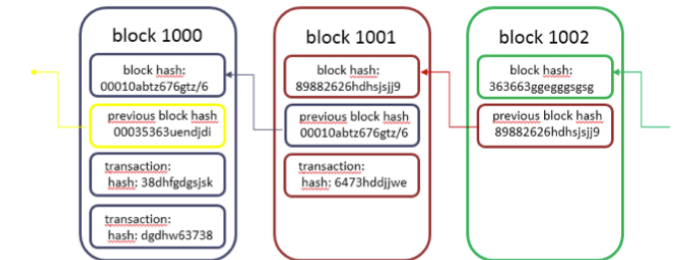 block 1000
block hash:
00010abtz676gtz/6
previous block hash
00035363uendjdi
transaction:
hash: 38dhfgdgsjsk
transaction:
hash: dgdhw63738
block 1001
block hash:
89882626hdhsjsjj9
previous block hash
00010abtz676gtz/6
transaction:
hash: 6473hddjjwe
block 1002
block hash:
363663ggegggsgsg
previous block hash
89882626hdhsjsjj9